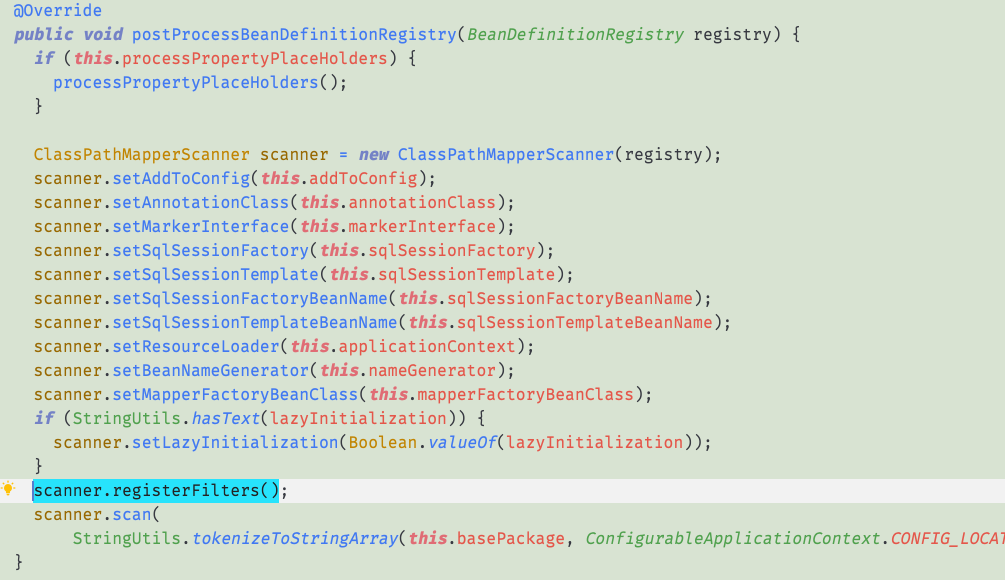 @Override
public void postProcessBeanDefinitionRegistry(BeanDefinitionRegistry registry) {
  if (this.processPropertyPlaceHolders) {
    processPropertyPlaceHolders();
  }

  ClassPathMapperScanner scanner = new ClassPathMapperScanner(registry);
  scanner.setAddToConfig(this.addToConfig);
  scanner.setAnnotationClass(this.annotationClass);
  scanner.setMarkerInterface(this.markerInterface);
  scanner.setSqlSessionFactory(this.sqlSessionFactory);
  scanner.setSqlSessionTemplate(this.sqlSessionTemplate);
  scanner.setSqlSessionFactoryBeanName(this.sqlSessionFactoryBeanName);
  scanner.setSqlSessionTemplateBeanName(this.sqlSessionTemplateBeanName);
  scanner.setResourceLoader(this.applicationContext);
  scanner.setBeanNameGenerator(this.nameGenerator);
  scanner.setMapperFactoryBeanClass(this.mapperFactoryBeanClass);
  if (StringUtils.hasText(lazyInitialization)) {
    scanner.setLazyInitialization(Boolean.valueOf(lazyInitialization));
  }
  scanner.registerFilters();
  scanner.scan(
      StringUtils.tokenizeToStringArray(this.basePackage, ConfigurableApplicationContext.CONFIG_LOCAT
}